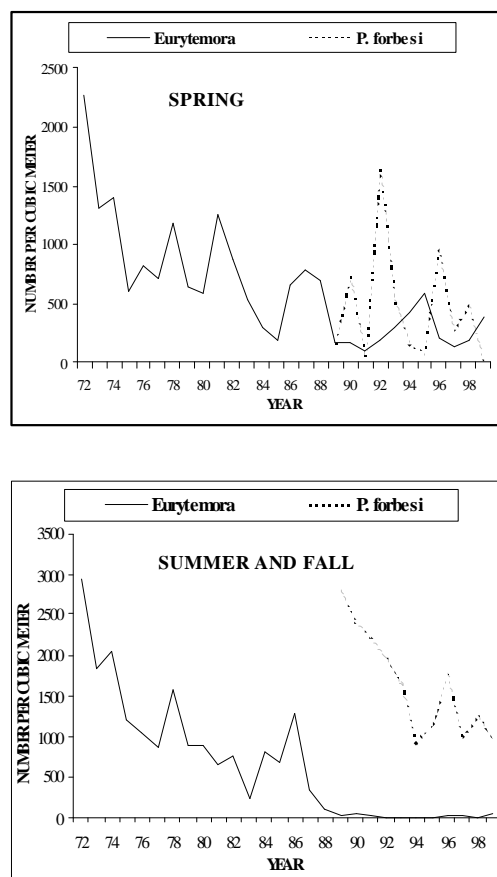 Eurytemora P. forbesi
SPRING
NUMBER PER CUBIC METER
2500
2000
1500
1000
500
0
72 74 76 78 80 82 84 86 88 90 92 94 96 98
YEAR
Eurytemora P. forbesi
SUMMER AND FALL
NUMBER PER CUBIC METER
3500
3000
2500
2000
1500
1000
500
0
72 74 76 78 80 82 84 86 88 90 92 94 96 98
YEAR